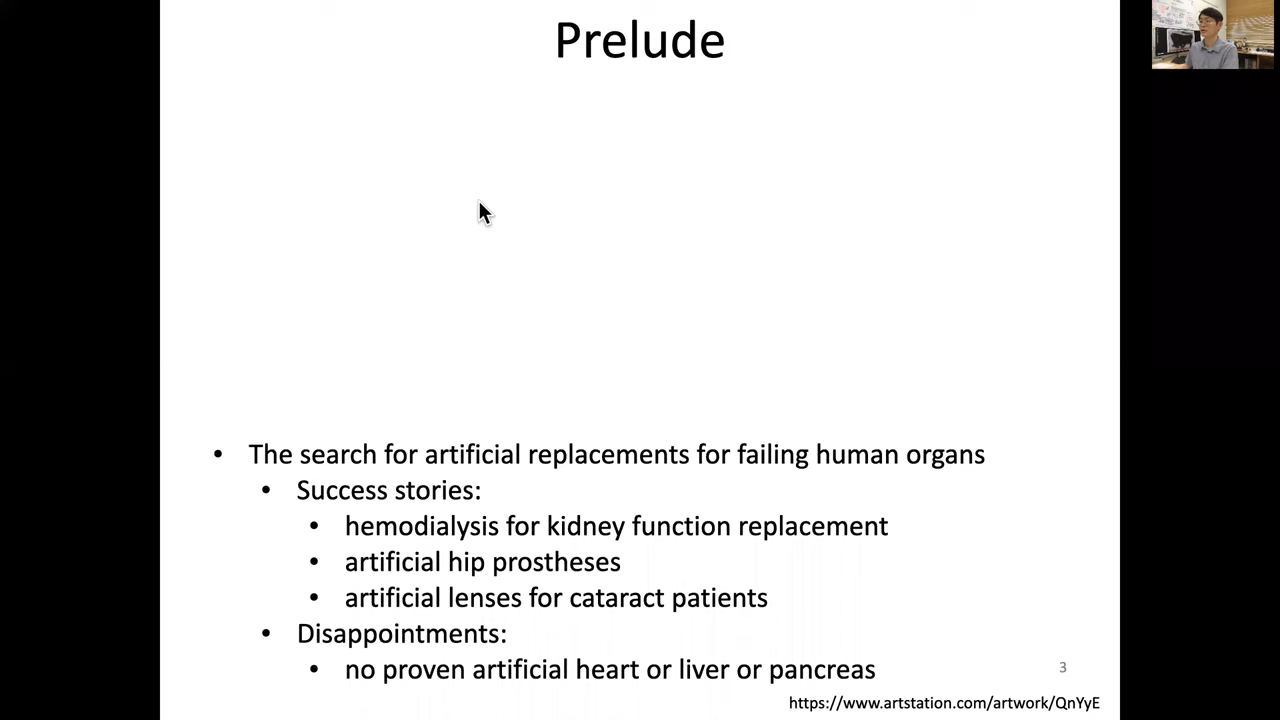 Prelude
• The search for artificial replacements for failing human organs
• Success stories:
• hemodialysis for kidney function replacement
• artificial hip prostheses
• artificial lenses for cataract patients
• Disappointments:
• no proven artificial heart or liver or pancreas
3
https://www.artstation.com/artwork/QnYyE